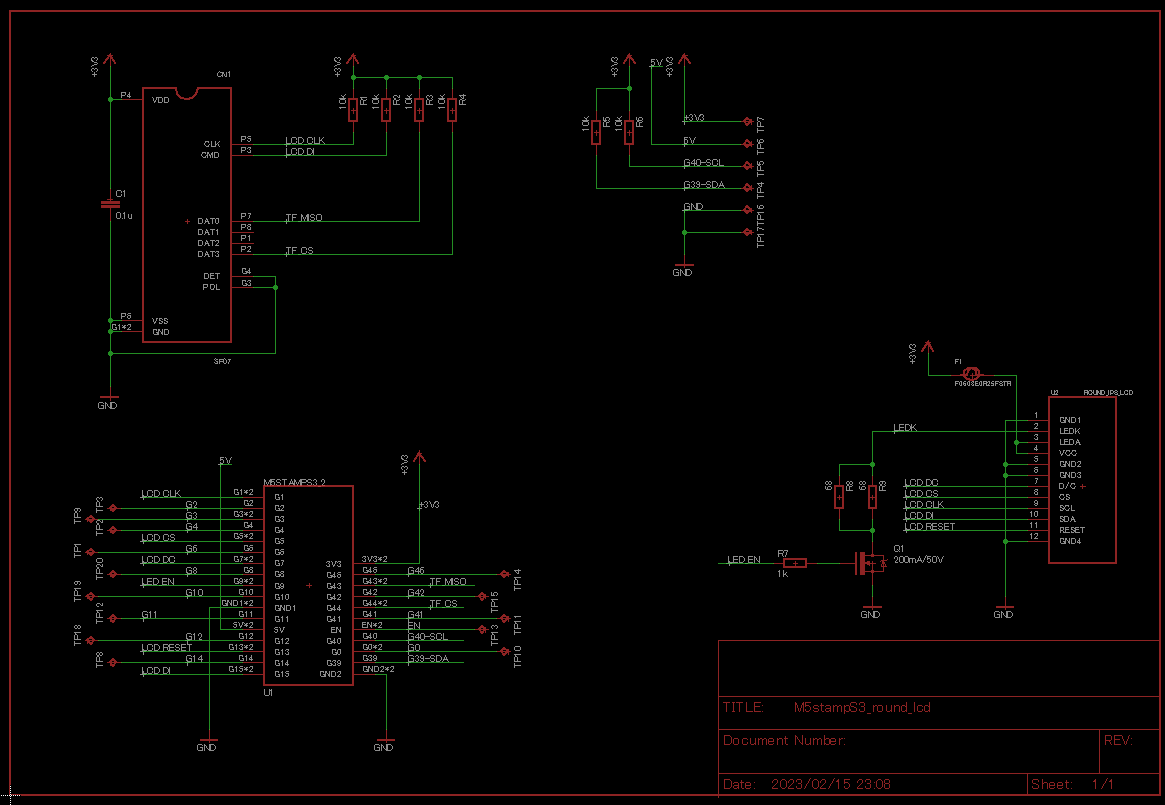 +3V3
CN1
P4
VDD
CLK
P5
LCD CLK
CMD
P3
LCD DI
C1
0.1u
DAT0
P7
TF MISO
DAT1
P8
DAT2
P1
DAT3
P2
TF CS
DET
G4
POL
G3
P6
VSS
G1*2
GND
SF07
GND
+3V3
10k
R1
10k
R2
10k
R3
10k
R4
+3V3
5V
+3V3
10k
R5
10k
R6
+3V3
TP7
5V
TP6
G40-SCL
TP5
G39-SDA
TP4
GND
TP16
TP17
GND
+3V3
F1
F0603E0R25FSTR
U2
ROUND_IPS_LCD
LEDK
1
GND1
2
LEDK
3
LEDA
4
VCC
5
GND2
6
GND3
LCD DC
7
D/C
LCD CS
8
CS
LCD CLK
9
SCL
LCD DI
10
SDA
LCD RESET
11
RESET
12
GND4
68
R8
68
R9
LED EN
R7
1k
Q1
200mA/50V
GND
GND
5V
+3V3
M5STAMPS3_2
+3V3
LCD CLK
G1*2
G1
TP3
G2
G2
G2
TP9
G3
G3*2
G3
TP2
G4
G4
G4
LCD CS
G5*2
G5
TP1
G6
G6
G6
LCD DC
G7*2
G7
TP20
G8
G8
G8
LED EN
G9*2
G9
TP19
G10
G10
G10
GND1*2
GND1
TP12
G11
G11
G11
5V*2
5V
TP18
G12
G12
G12
LCD RESET
G13*2
G13
TP8
G14
G14
G14
LCD DI
G15*2
G15
3V3
3V3*2
G46
G46
G46
TP14
G43
G43*2
TF MISO
G42
G42
G42
TP15
G44
G44*2
TF CS
G41
G41
G41
TP11
EN
EN*2
EN
TP13
G40
G40
G40-SCL
G0
G0*2
G0
TP10
G39
G39
G39-SDA
GND2
GND2*2
U1
GND
GND
TITLE: M5stampS3_round_lcd
Document Number:
REV:
Date: 2023/02/15 23:08
Sheet: 1/1